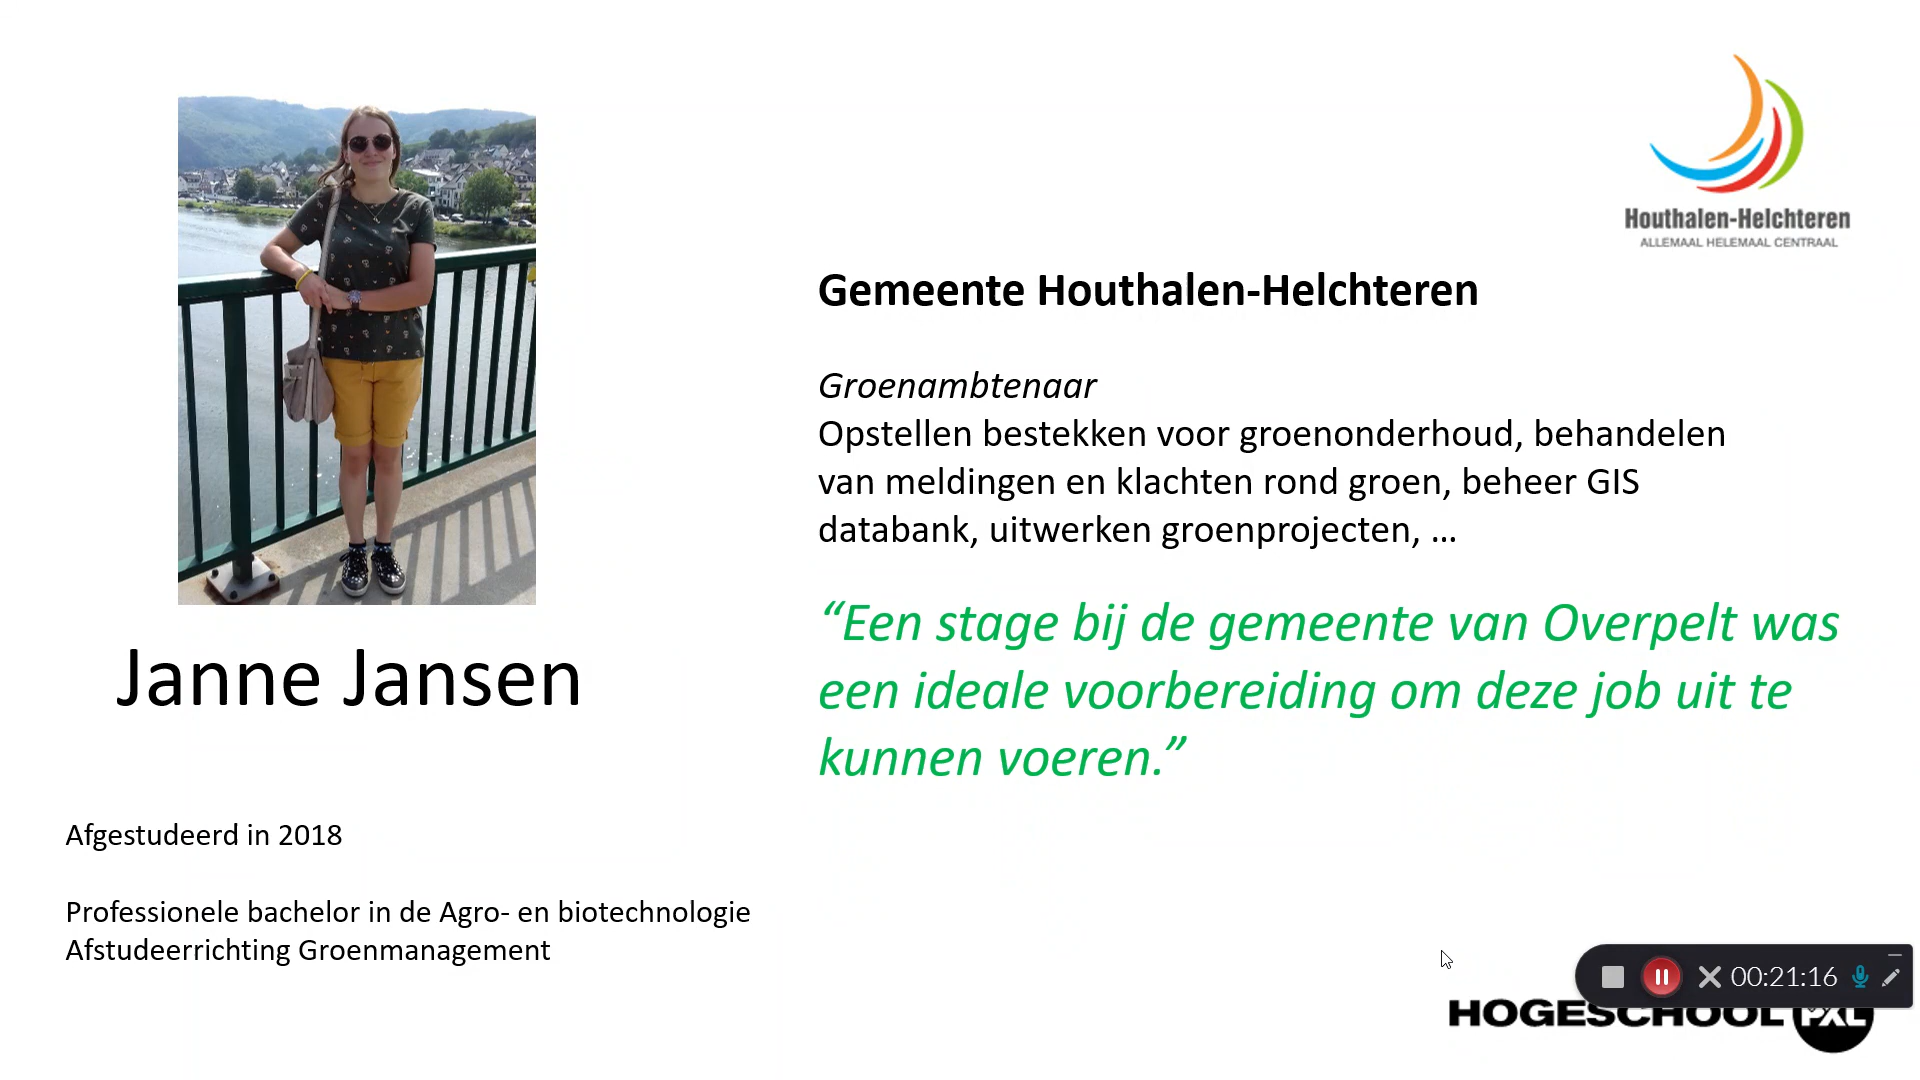 Houthalen-Helchteren
ALLEMAAL HELEMAAL CENTRAAL
Gemeente Houthalen-Helchteren
Groenambtenaar
Opstellen bestekken voor groenonderhoud, behandelen
van meldingen en klachten rond groen, beheer GIS
databank, uitwerken groenprojecten, ...
“Een stage bij de gemeente van Overpelt was
een ideale voorbereiding om deze job uit te
kunnen voeren.”
Janne Jansen
Afgestudeerd in 2018
Professionele bachelor in de Agro- en biotechnologie
Afstudeerrichting Groenmanagement
00:21:16
HOGESCHOOL PXL